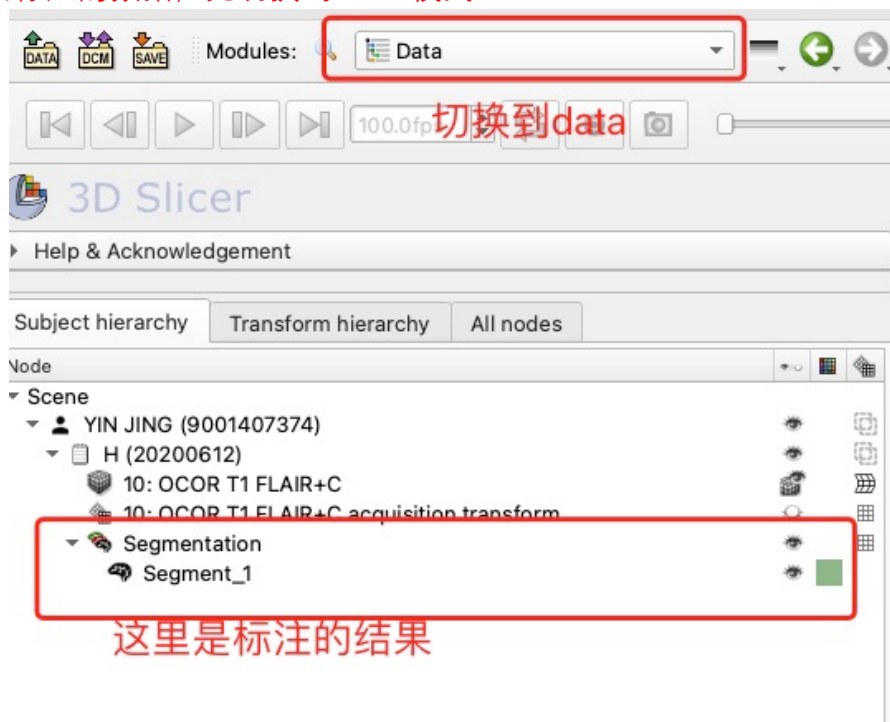 DATA DCM SAVE Modules: Data
100.0fp
切换到data
3D Slicer
Help & Acknowledgement
Subject hierarchy Transform hierarchy All nodes
Node
Scene
YIN JING (9001407374)
H (20200612)
10: OCOR T1 FLAIR+C
10: OCOR T1 FLAIR+C acquisition transform
Segmentation
Segment_1
这里是标注的结果